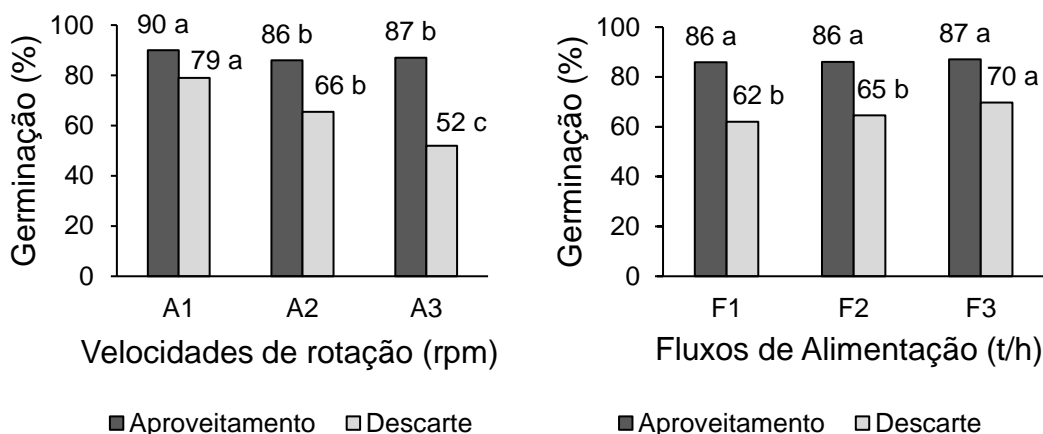 Germinação (%)
100
80
60
40
20
0
90 a
79 a
86 b
66 b
87 b
52 c
A1 A2 A3
Velocidades de rotação (rpm)
Aproveitamento Descarte
Germinação (%)
100
80
60
40
20
0
86 a
62 b
86 a
65 b
87 a
70 a
F1 F2 F3
Fluxos de Alimentação (t/h)
Aproveitamento Descarte